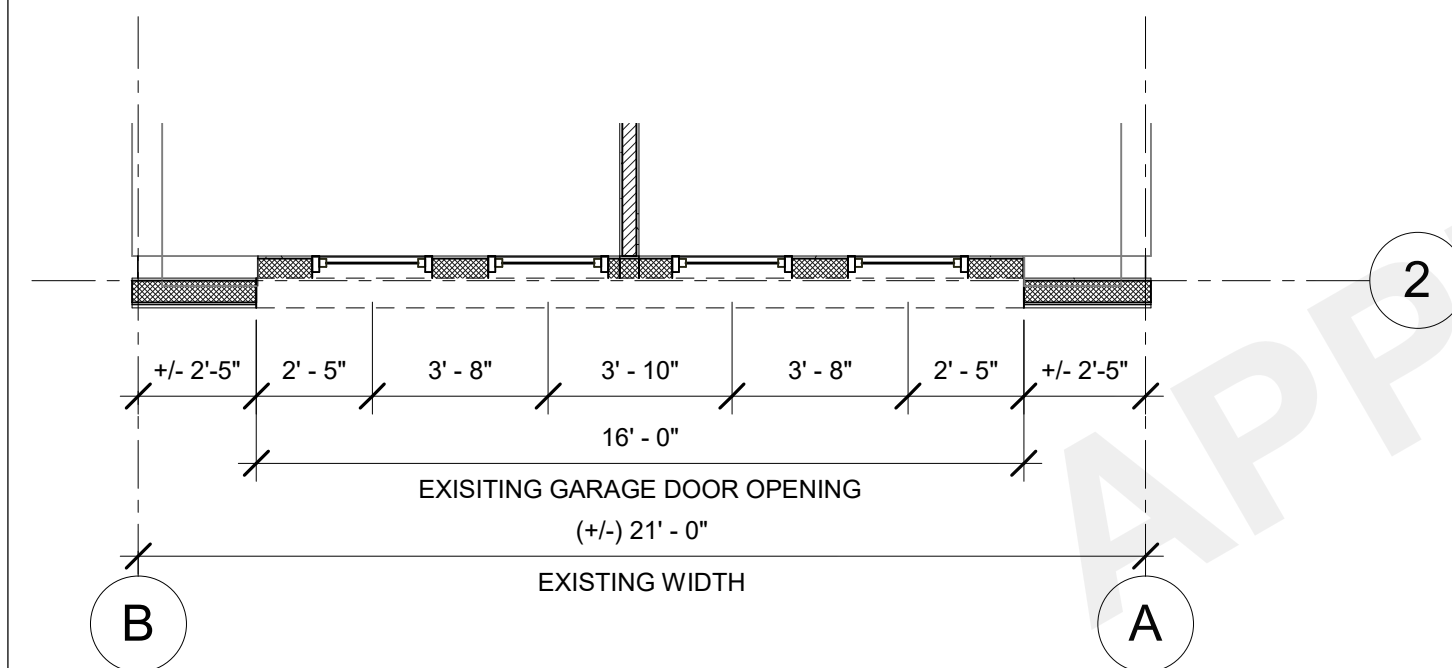 2
+/- 2'-5" 2' - 5" 3' - 8" 3' - 10" 3' - 8" 2' - 5" +/- 2'-5"
16' - 0"
EXISITING GARAGE DOOR OPENING
(+/-) 21' - 0"
EXISTING WIDTH
B A
APP